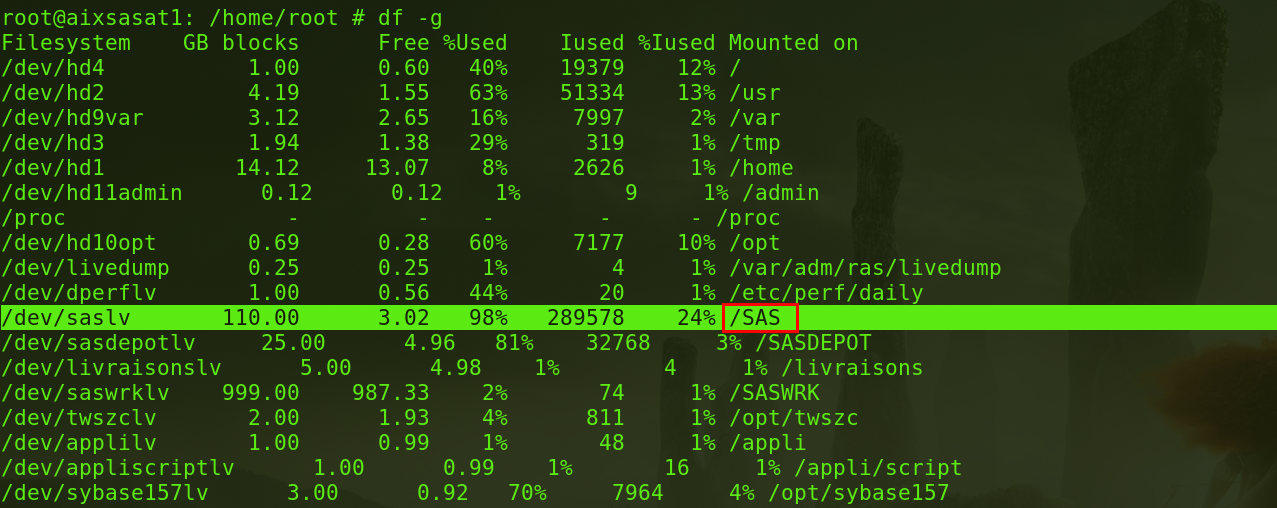 root@aixsasat1: /home/root # df -g
Filesystem    GB blocks      Free %Used    Iused %Iused Mounted on
/dev/hd4           1.00      0.60   40%    19379    12% /
/dev/hd2           4.19      1.55   63%    51334    13% /usr
/dev/hd9var        3.12      2.65   16%     7997     2% /var
/dev/hd3           1.94      1.38   29%      319     1% /tmp
/dev/hd1          14.12     13.07    8%     2626     1% /home
/dev/hd11admin      0.12      0.12    1%        9     1% /admin
/proc                 -         -   -        -      - /proc
/dev/hd10opt       0.69      0.28   60%     7177    10% /opt
/dev/livedump      0.25      0.25    1%        4     1% /var/adm/ras/livedump
/dev/dperflv       1.00      0.56   44%       20     1% /etc/perf/daily
/dev/saslv       110.00      3.02   98%   289578    24% /SAS
/dev/sasdepotlv     25.00      4.96   81%    32768     3% /SASDEPOT
/dev/livraisonslv      5.00      4.98    1%        4     1% /livraisons
/dev/saswrklv    999.00    987.33    2%       74     1% /SASWRK
/dev/twszclv       2.00      1.93    4%      811     1% /opt/twszc
/dev/applilv       1.00      0.99    1%       48     1% /appli
/dev/appliscriptlv      1.00      0.99    1%       16     1% /appli/script
/dev/sybase157lv      3.00      0.92   70%     7964     4% /opt/sybase157